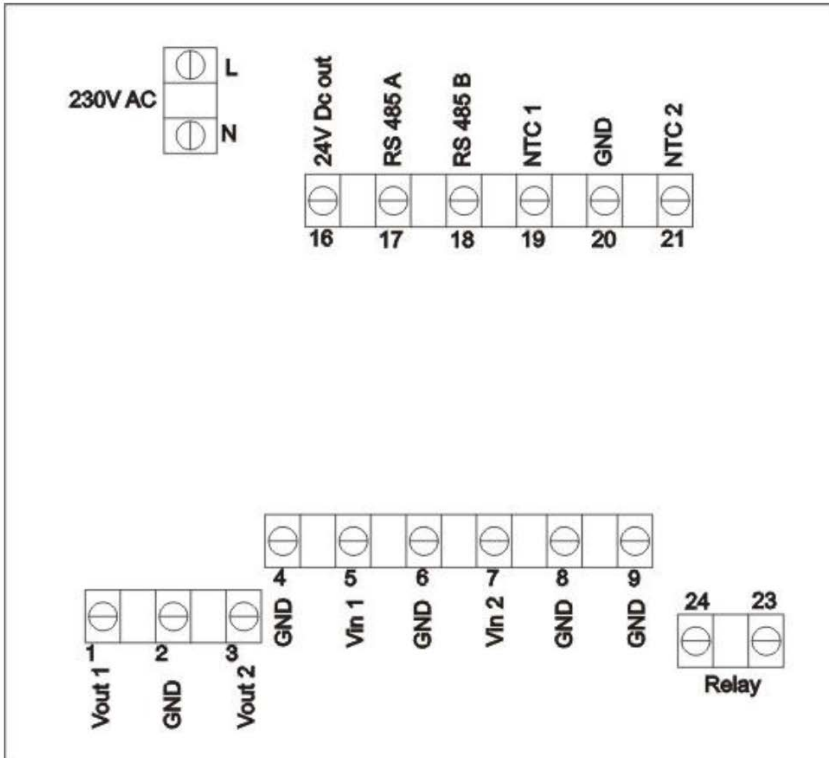 L
230V AC
N
24V Dc out
RS 485 A
RS 485 B
NTC 1
GND
NTC 2
16 17 18 19 20 21
4 5 6 7 8 9
GND
Vin 1
GND
Vin 2
GND
GND
1 2 3
Vout 1
GND
Vout 2
24 23
Relay